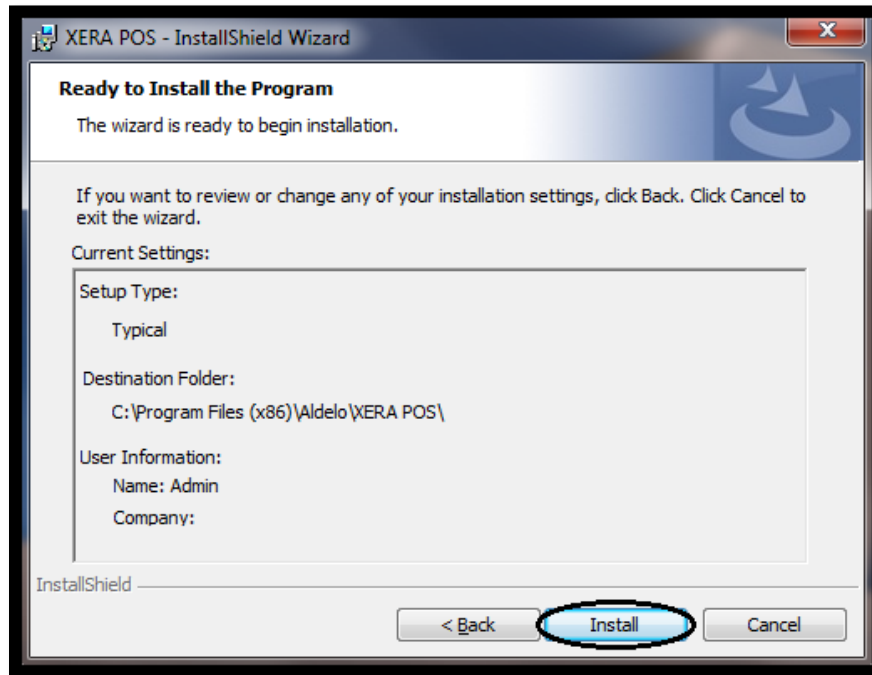 XERA POS - InstallShield Wizard
Ready to Install the Program
The wizard is ready to begin installation.
If you want to review or change any of your installation settings, click Back. Click Cancel to
exit the wizard.
Current Settings:
Setup Type:
Typical
Destination Folder:
C:\Program Files (x86)\Aldelo\XERA POS\
User Information:
Name: Admin
Company:
InstallShield
< Back
Install
Cancel